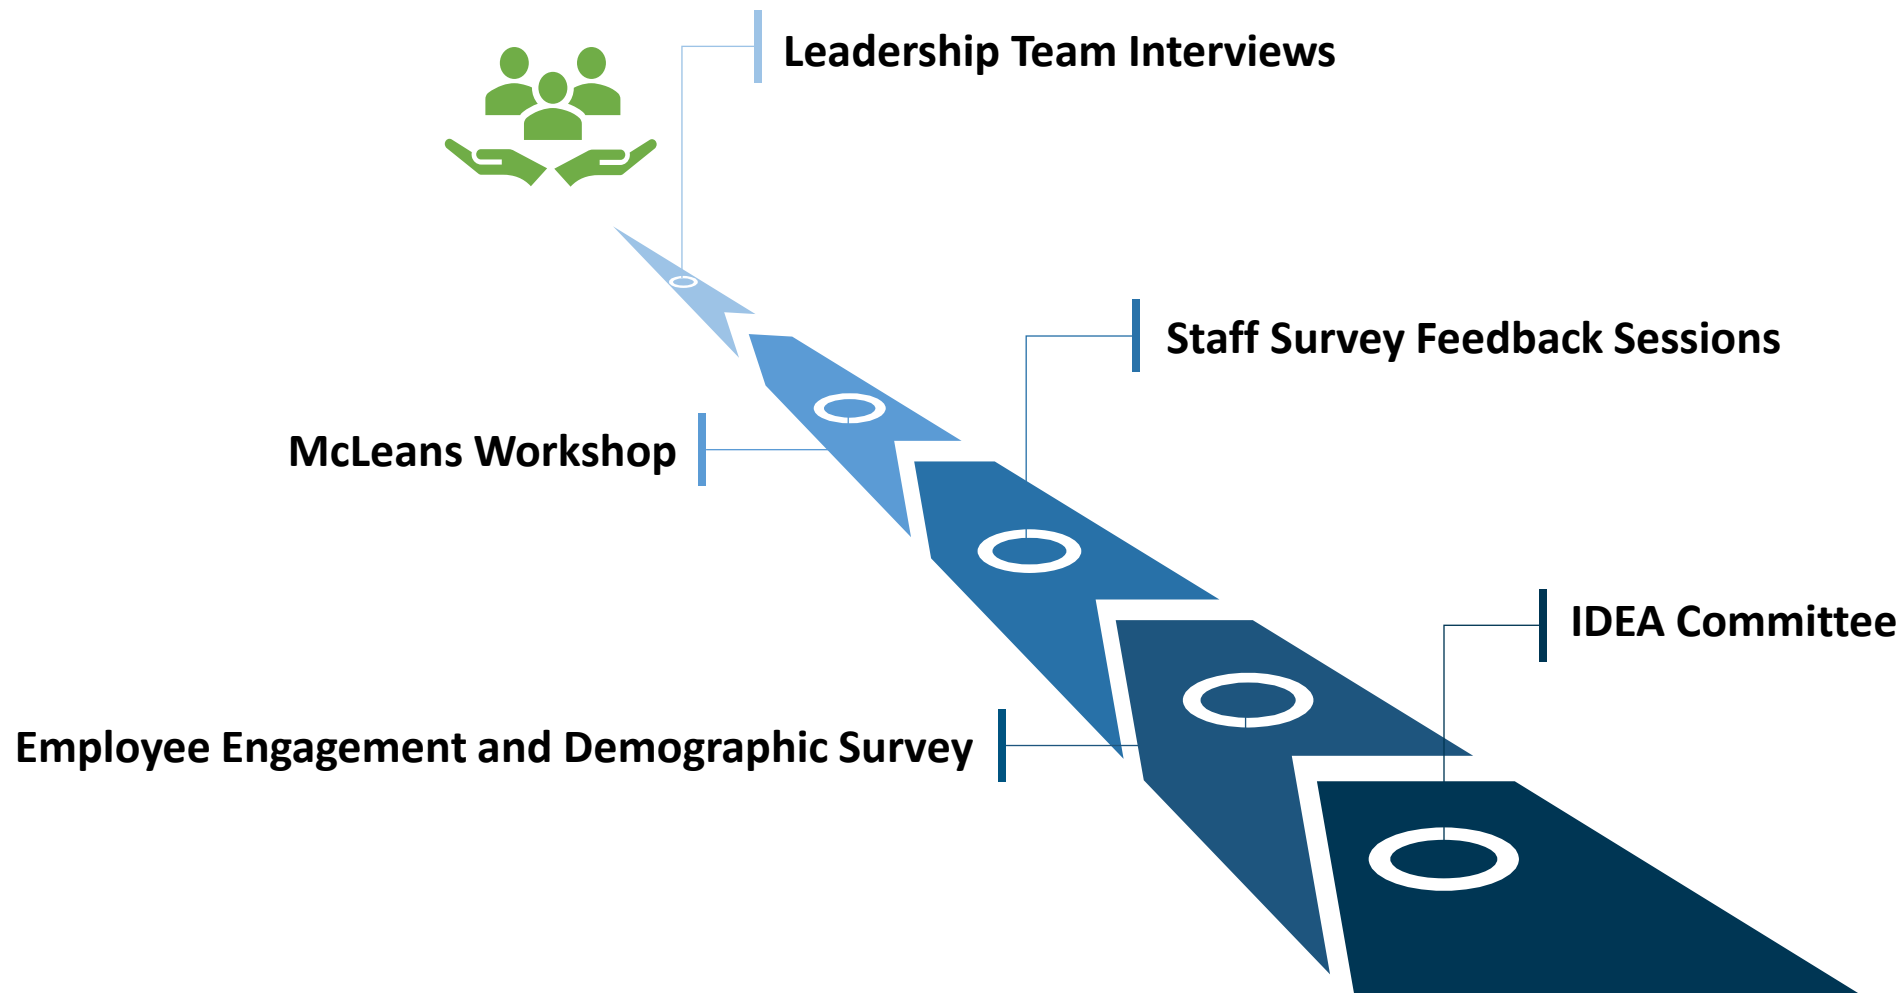 Leadership Team Interviews
Staff Survey Feedback Sessions
McLeans Workshop
IDEA Committee
Employee Engagement and Demographic Survey